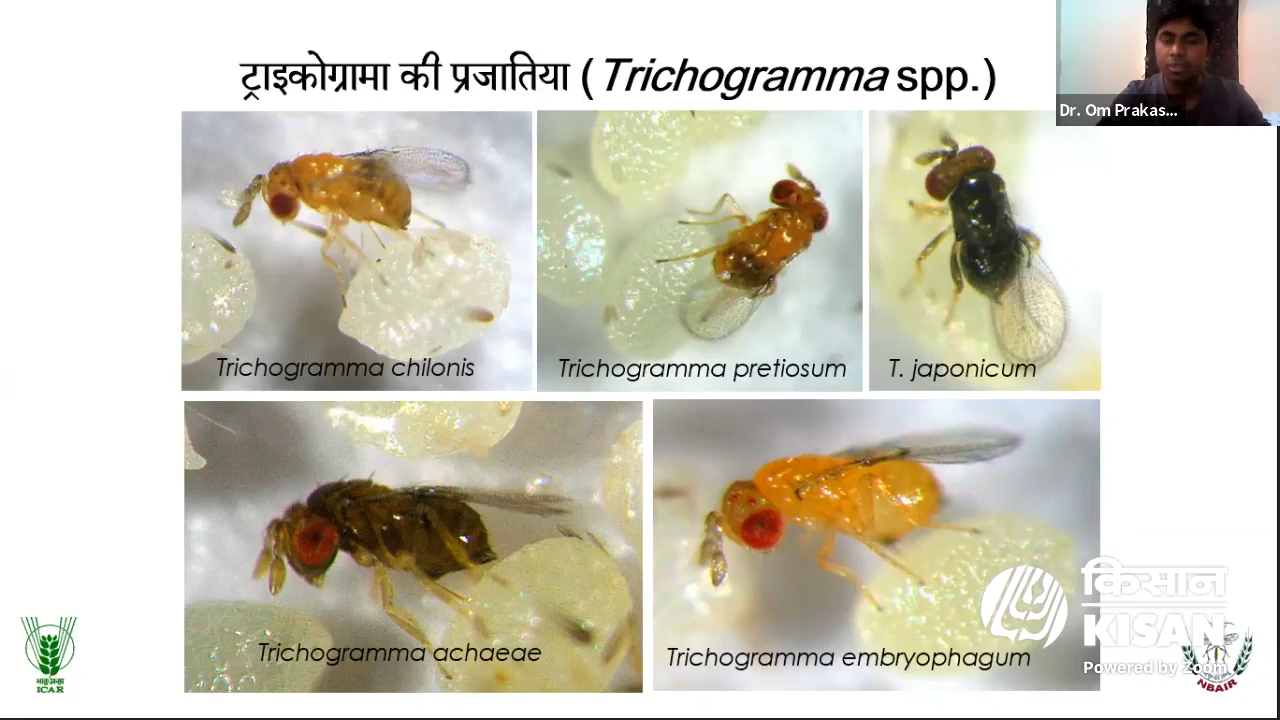 ट्राइकोग्रामा की प्रजातिया (Trichogramma spp.)
Dr. Om Prakas...
Trichogramma chilonis
Trichogramma pretiosum
T. japonicum
Trichogramma achaeae
Trichogramma embryophagum
किसान
KISAN
Powered by Zoom
ICAR
NBAIR